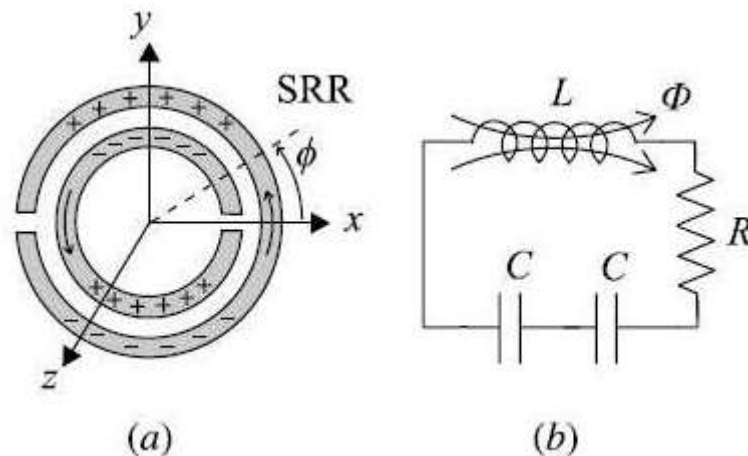 y
SRR
ϕ
x
z
+ + + + + + +
− − − − − −
+ + + + + +
− − − − − −
(a)
L
Φ
R
C C
(b)